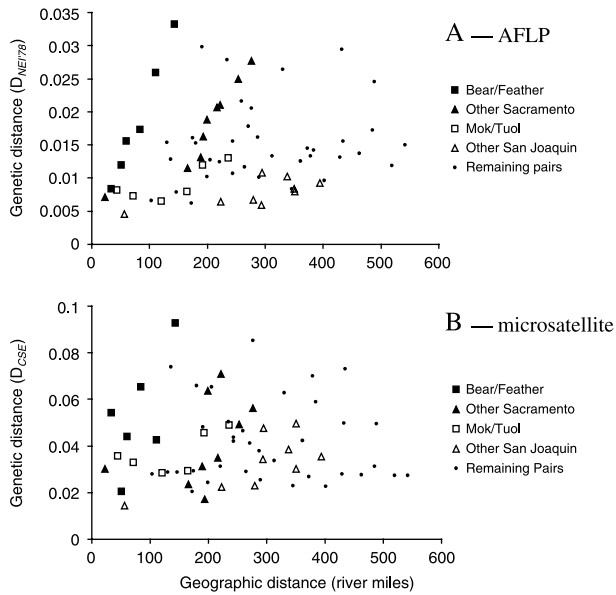 A — AFLP
Genetic distance (D_NEI'78)
0.035
0.03
0.025
0.02
0.015
0.01
0.005
0
0 100 200 300 400 500 600
Bear/Feather
Other Sacramento
Mok/Tuol
Other San Joaquin
Remaining pairs
B — microsatellite
Genetic distance (D_CSE)
0.1
0.08
0.06
0.04
0.02
0
0 100 200 300 400 500 600
Geographic distance (river miles)
Bear/Feather
Other Sacramento
Mok/Tuol
Other San Joaquin
Remaining Pairs